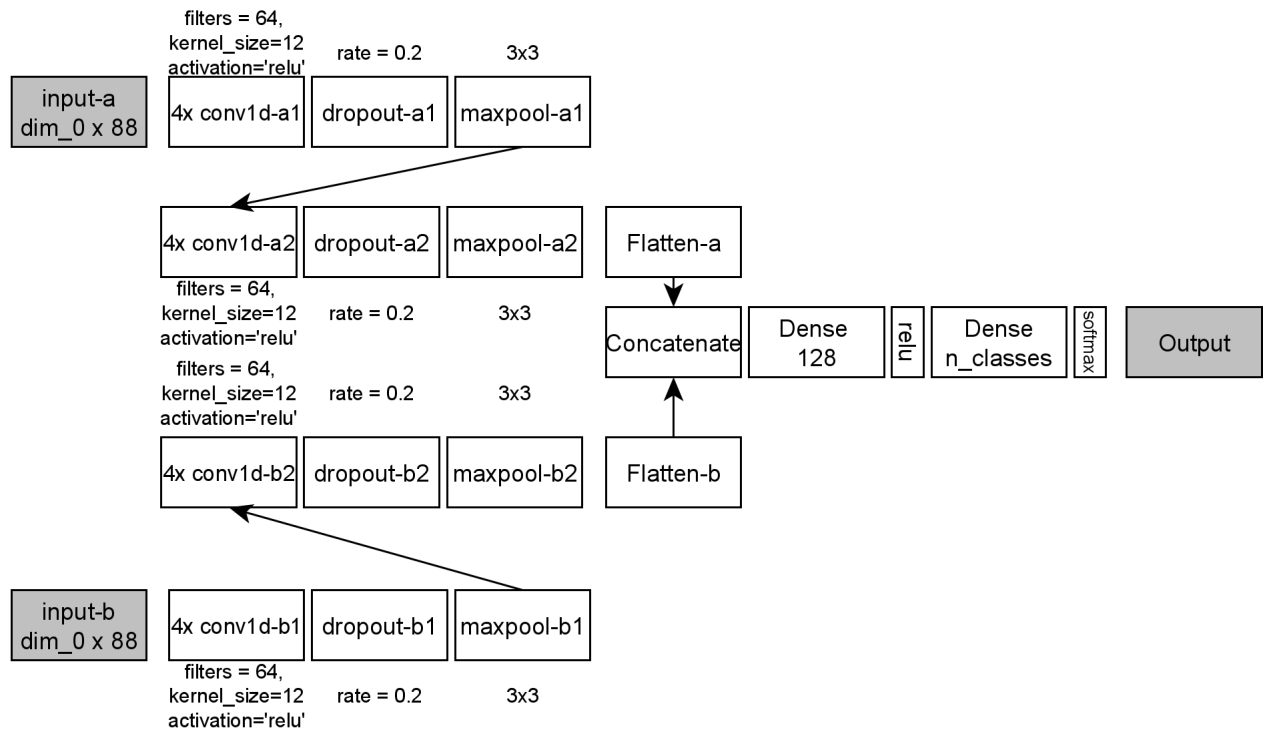 filters = 64,
kernel_size=12
activation='relu'
rate = 0.2
3x3
input-a
dim_0 x 88
4x conv1d-a1
dropout-a1
maxpool-a1
4x conv1d-a2
dropout-a2
maxpool-a2
Flatten-a
filters = 64,
kernel_size=12
activation='relu'
rate = 0.2
3x3
Concatenate
Dense
128
relu
Dense
n_classes
softmax
Output
filters = 64,
kernel_size=12
activation='relu'
rate = 0.2
3x3
4x conv1d-b2
dropout-b2
maxpool-b2
Flatten-b
input-b
dim_0 x 88
4x conv1d-b1
dropout-b1
maxpool-b1
filters = 64,
kernel_size=12
activation='relu'
rate = 0.2
3x3